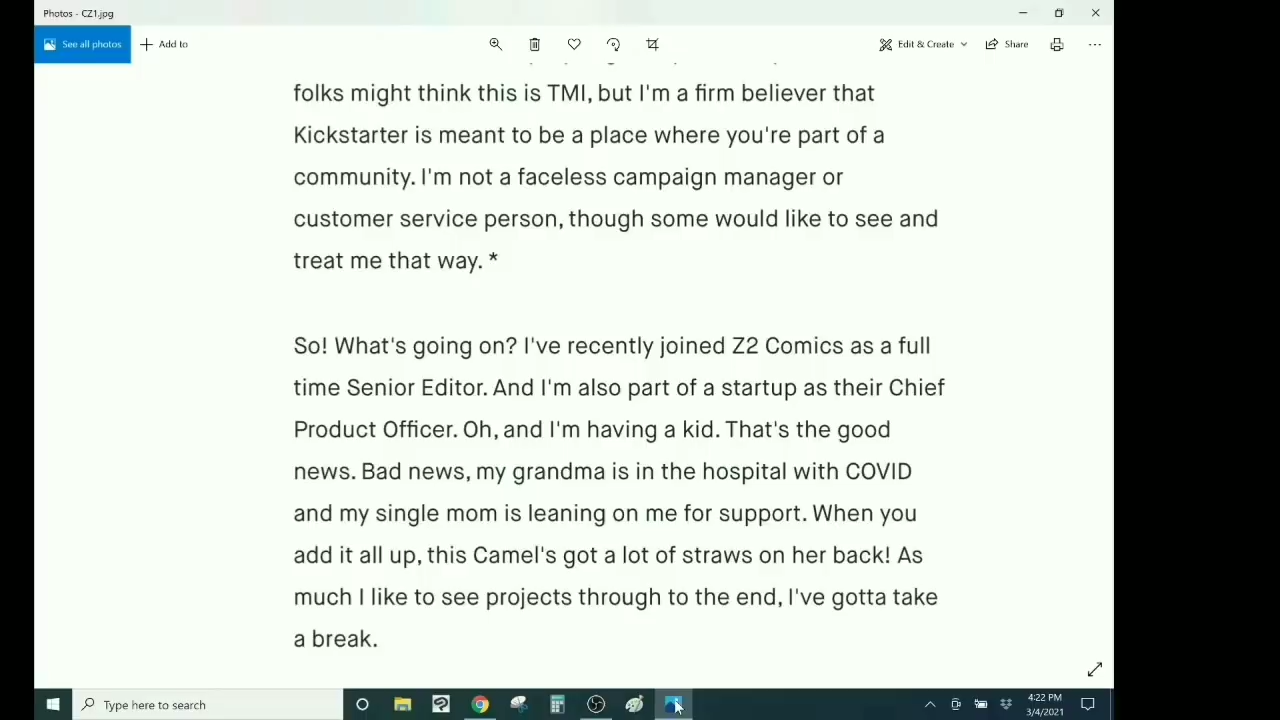 Photos - CZ1.jpg
See all photos
Add to
Edit & Create
Share
folks might think this is TMI, but I'm a firm believer that
Kickstarter is meant to be a place where you're part of a
community. I'm not a faceless campaign manager or
customer service person, though some would like to see and
treat me that way. *
So! What's going on? I've recently joined Z2 Comics as a full
time Senior Editor. And I'm also part of a startup as their Chief
Product Officer. Oh, and I'm having a kid. That's the good
news. Bad news, my grandma is in the hospital with COVID
and my single mom is leaning on me for support. When you
add it all up, this Camel's got a lot of straws on her back! As
much I like to see projects through to the end, I've gotta take
a break.
Type here to search
4:22 PM
3/4/2021